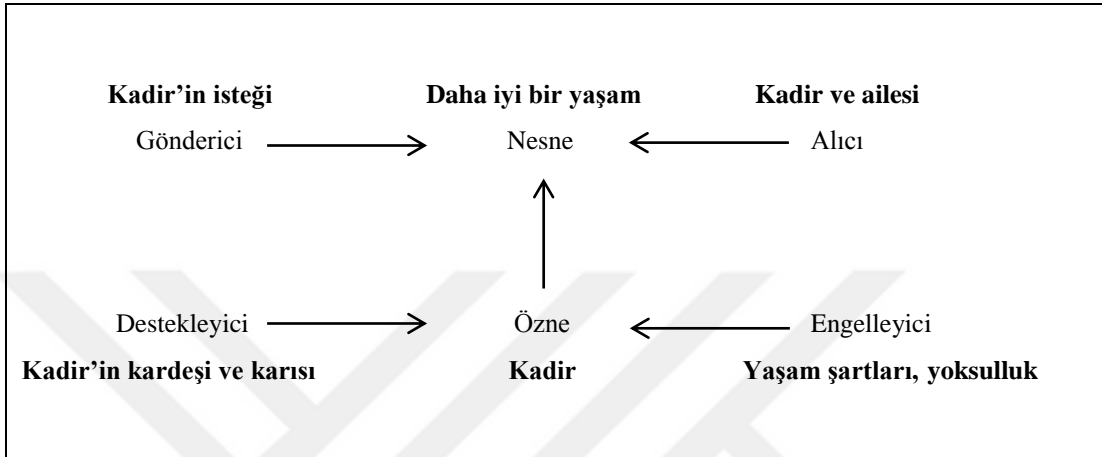 Kadir’in isteği Daha iyi bir yaşam Kadir ve ailesi
Gönderici Nesne Alıcı
Destekleyici Özne Engelleyici
Kadir’in kardeşi ve karısı Kadir Yaşam şartları, yoksulluk